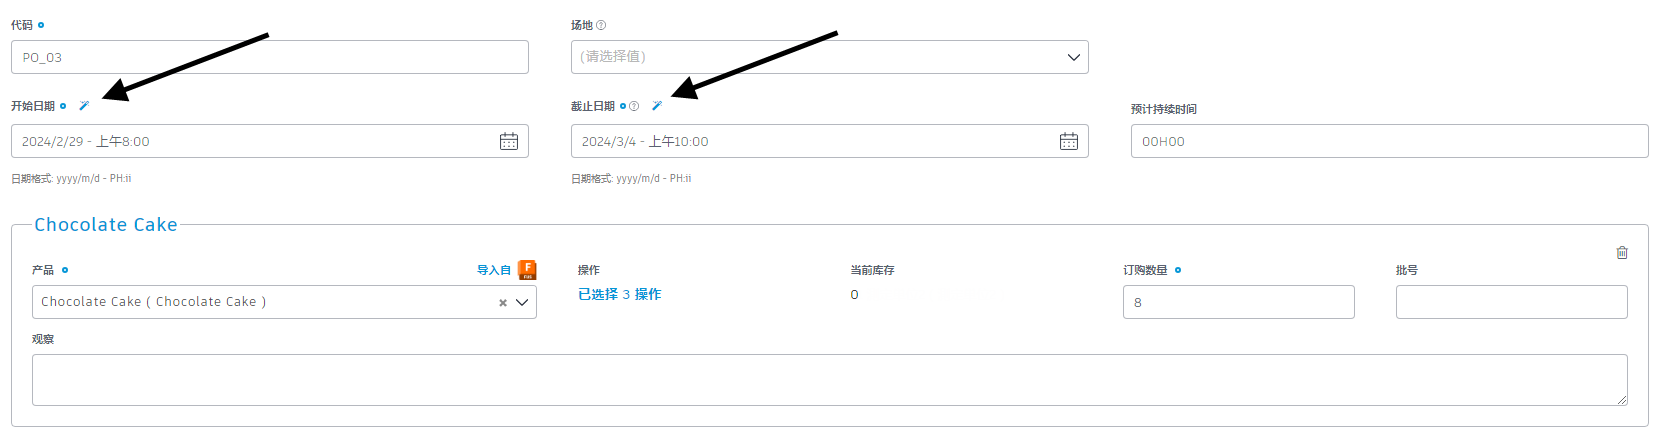 代码
场地
PO_03
(请选择值)
开始日期
截止日期
预计持续时间
2024/2/29 - 上午8:00
2024/3/4 - 上午10:00
00H00
日期格式: yyyy/m/d - PH:ii
日期格式: yyyy/m/d - PH:ii
Chocolate Cake
产品
导入自
F
操作
当前库存
订购数量
批号
Chocolate Cake ( Chocolate Cake )
已选择 3 操作
0
8
观察